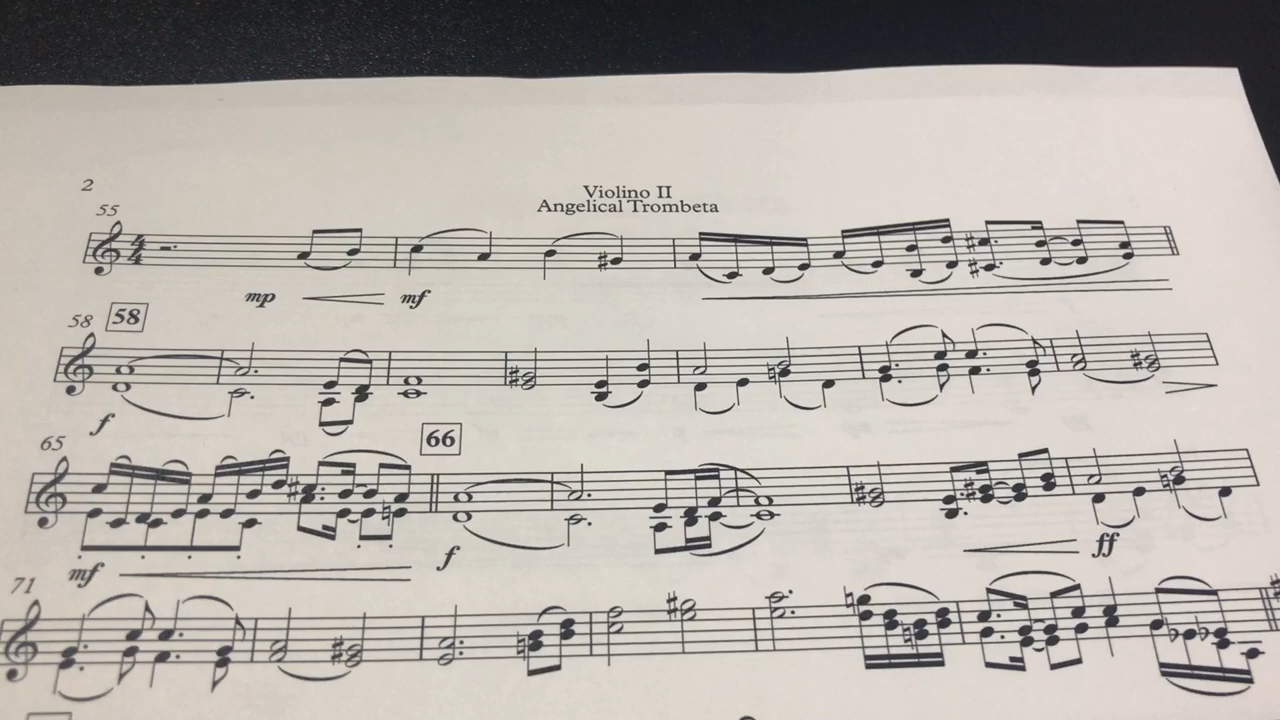 2
Violino II
Angelical Trombeta
55
mp
mf
58
58
f
65
66
mf
f
ff
71